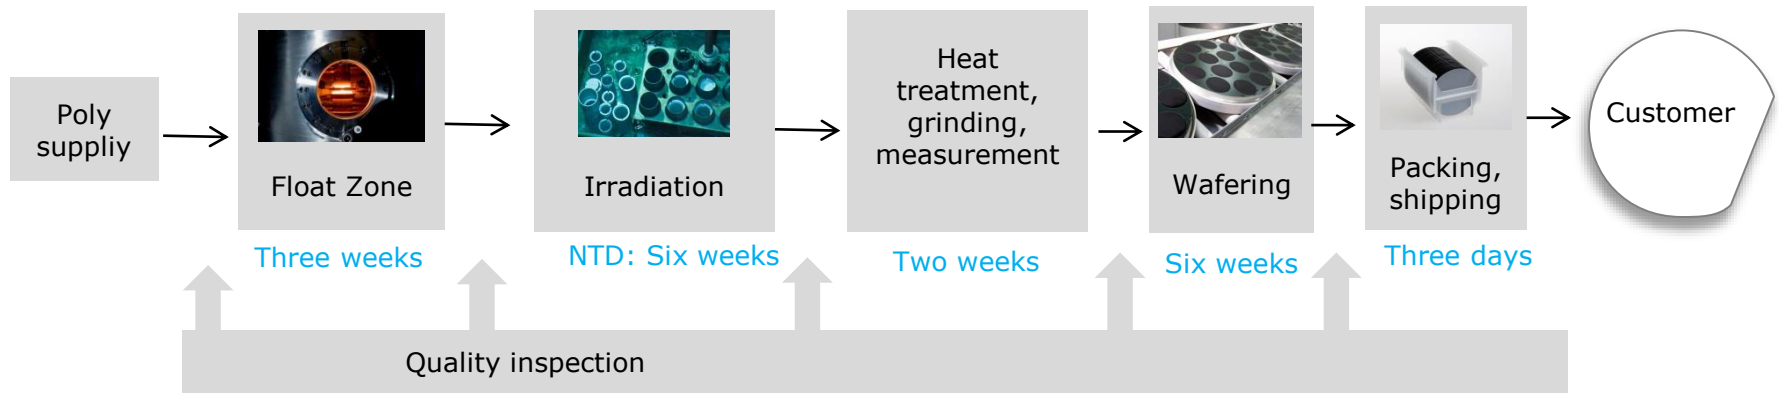 Poly
suppliy
Float Zone
Three weeks
Irradiation
NTD: Six weeks
Heat
treatment,
grinding,
measurement
Two weeks
Wafering
Six weeks
Packing,
shipping
Three days
Customer
Quality inspection